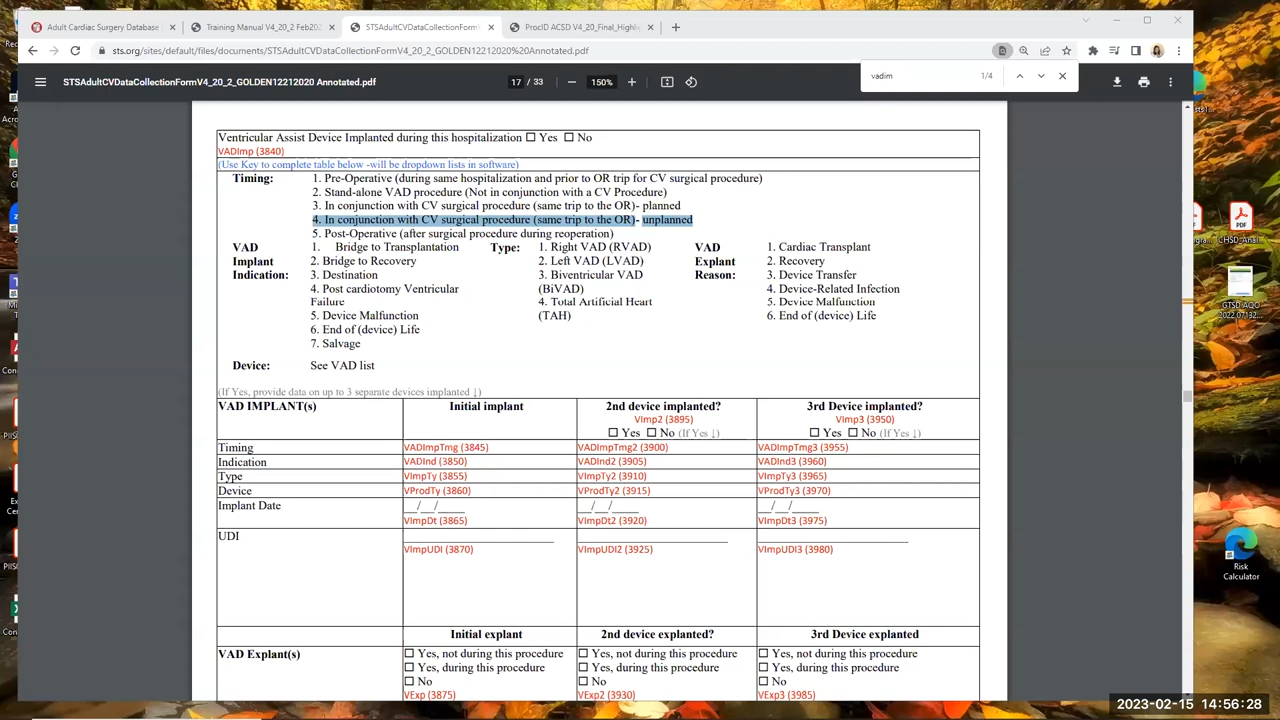 Adult Cardiac Surgery Database
Training Manual V4_20_2 Feb202
STSAdultCVDataCollectionFormV
ProcID ACSD V4_20_Final_Highlig
sts.org/sites/default/files/documents/STSAdultCVDataCollectionFormV4_20_2_GOLDEN12212020%20Annotated.pdf
STSAdultCVDataCollectionFormV4_20_2_GOLDEN12212020 Annotated.pdf
17 / 33
150%
vadim
1/4
Ventricular Assist Device Implanted during this hospitalization ☐ Yes ☐ No
VADImp (3840)
(Use Key to complete table below -will be dropdown lists in software)
Timing: 1. Pre-Operative (during same hospitalization and prior to OR trip for CV surgical procedure)
2. Stand-alone VAD procedure (Not in conjunction with a CV Procedure)
3. In conjunction with CV surgical procedure (same trip to the OR)- planned
4. In conjunction with CV surgical procedure (same trip to the OR)- unplanned
5. Post-Operative (after surgical procedure during reoperation)
VAD 1. Bridge to Transplantation Type: 1. Right VAD (RVAD) VAD 1. Cardiac Transplant
Implant 2. Bridge to Recovery 2. Left VAD (LVAD) Explant 2. Recovery
Indication: 3. Destination 3. Biventricular VAD Reason: 3. Device Transfer
4. Post cardiotomy Ventricular (BiVAD) 4. Device-Related Infection
Failure 4. Total Artificial Heart 5. Device Malfunction
5. Device Malfunction (TAH) 6. End of (device) Life
6. End of (device) Life
7. Salvage
Device: See VAD list
(If Yes, provide data on up to 3 separate devices implanted ↓)
VAD IMPLANT(s) Initial implant 2nd device implanted? 3rd Device implanted?
VImp2 (3895) VImp3 (3950)
☐ Yes ☐ No (If Yes ↓) ☐ Yes ☐ No (If Yes ↓)
Timing VADImpTmg (3845) VADImpTmg2 (3900) VADImpTmg3 (3955)
Indication VADInd (3850) VADInd2 (3905) VADInd3 (3960)
Type VImpTy (3855) VImpTy2 (3910) VImpTy3 (3965)
Device VProdTy (3860) VProdTy2 (3915) VProdTy3 (3970)
Implant Date __/__/____ __/__/____ __/__/____
VImpDt (3865) VImpDt2 (3920) VImpDt3 (3975)
UDI
VImpUDI (3870) VImpUDI2 (3925) VImpUDI3 (3980)
Initial explant 2nd device explanted? 3rd Device explanted
VAD Explant(s) ☐ Yes, not during this procedure ☐ Yes, not during this procedure ☐ Yes, not during this procedure
☐ Yes, during this procedure ☐ Yes, during this procedure ☐ Yes, during this procedure
☐ No ☐ No ☐ No
VExp (3875) VExp2 (3930) VExp3 (3985)
CHSD-Anal...
GTSD-AQO
2022_07132...
Risk
Calculator
2023-02-15 14:56:28